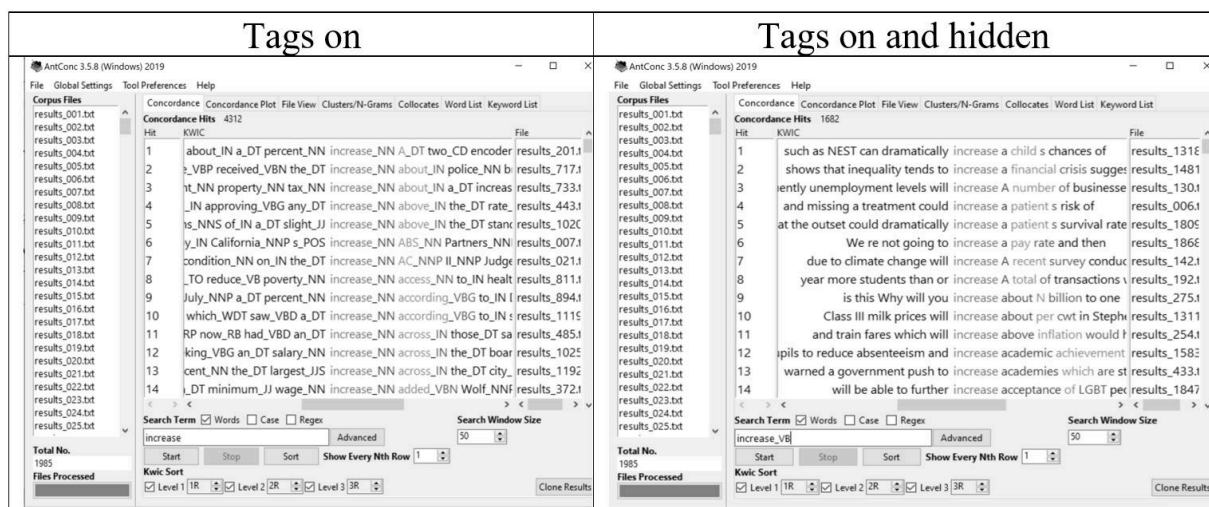 Tags on
AntConc 3.5.8 (Windows) 2019
File Global Settings Tool Preferences Help
Corpus Files
results_001.txt
results_002.txt
results_003.txt
results_004.txt
results_005.txt
results_006.txt
results_007.txt
results_008.txt
results_009.txt
results_010.txt
results_011.txt
results_012.txt
results_013.txt
results_014.txt
results_015.txt
results_016.txt
results_017.txt
results_018.txt
results_019.txt
results_020.txt
results_021.txt
results_022.txt
results_023.txt
results_024.txt
results_025.txt
Total No.
1985
Files Processed
Concordance Concordance Plot File View Clusters/N-Grams Collocates Word List Keyword List
Concordance Hits 4312
Hit KWIC File
1 about_IN a_DT percent_NN increase_NN A_DT two_CD encoder results_201.t
2 _VBP received_VBN the_DT increase_NN about_IN police_NN results_717.t
3 _NN property_NN tax_NN increase_NN about_IN a_DT increas results_733.t
4 _IN approving_VBG any_DT increase_NN above_IN the_DT rate_ results_443.t
5 _NNS of_IN a_DT slight_JJ increase_NN above_IN the_DT stand results_1020
6 _IN California_NNP s_POS increase_NN ABS_NN Partners_NNI results_007.t
7 condition_NN on_IN the_DT increase_NN AC_NNP II_NNP Judge results_021.t
8 _TO reduce_VB poverty_NN increase_NN access_NN to_IN healt results_811.t
9 July_NNP a_DT percent_NN increase_NN according_VBG to_IN results_894.t
10 which_WDT saw_VBD a_DT increase_NN according_VBG to_IN results_1119
11 RP now_RB had_VBD an_DT increase_NN across_IN those_DT sa results_485.t
12 king_VBG an_DT salary_NN increase_NN across_IN the_DT boar results_1025
13 cent_NN the_DT largest_JJS increase_NN across_IN the_DT city_ results_1192
14 _DT minimum_JJ wage_NN increase_NN added_VBN Wolf_NNP results_372.t
Search Term Words Case Regex Search Window Size
increase Advanced 50
Start Stop Sort Show Every Nth Row 1
Kwic Sort
Level 1 1R Level 2 2R Level 3 3R Clone Results
Tags on and hidden
AntConc 3.5.8 (Windows) 2019
File Global Settings Tool Preferences Help
Corpus Files
results_001.txt
results_002.txt
results_003.txt
results_004.txt
results_005.txt
results_006.txt
results_007.txt
results_008.txt
results_009.txt
results_010.txt
results_011.txt
results_012.txt
results_013.txt
results_014.txt
results_015.txt
results_016.txt
results_017.txt
results_018.txt
results_019.txt
results_020.txt
results_021.txt
results_022.txt
results_023.txt
results_024.txt
results_025.txt
Total No.
1985
Files Processed
Concordance Concordance Plot File View Clusters/N-Grams Collocates Word List Keyword List
Concordance Hits 1682
Hit KWIC File
1 such as NEST can dramatically increase a child s chances of results_1318
2 shows that inequality tends to increase a financial crisis sugges results_1481
3 ently unemployment levels will increase A number of businesse results_130.t
4 and missing a treatment could increase a patient s risk of results_006.t
5 at the outset could dramatically increase a patient s survival rate results_1809
6 We re not going to increase a pay rate and then results_1868
7 due to climate change will increase A recent survey conduc results_142.t
8 year more students than or increase A total of transactions results_192.t
9 is this Why will you increase about N billion to one results_275.t
10 Class III milk prices will increase about per cwt in Stephe results_1311
11 and train fares which will increase above inflation would results_254.t
12 pils to reduce absenteeism and increase academic achievement results_1583
13 warned a government push to increase academies which are st results_433.t
14 will be able to further increase acceptance of LGBT peo results_1847
Search Term Words Case Regex Search Window Size
increase_VB Advanced 50
Start Stop Sort Show Every Nth Row 1
Kwic Sort
Level 1 1R Level 2 2R Level 3 3R Clone Results